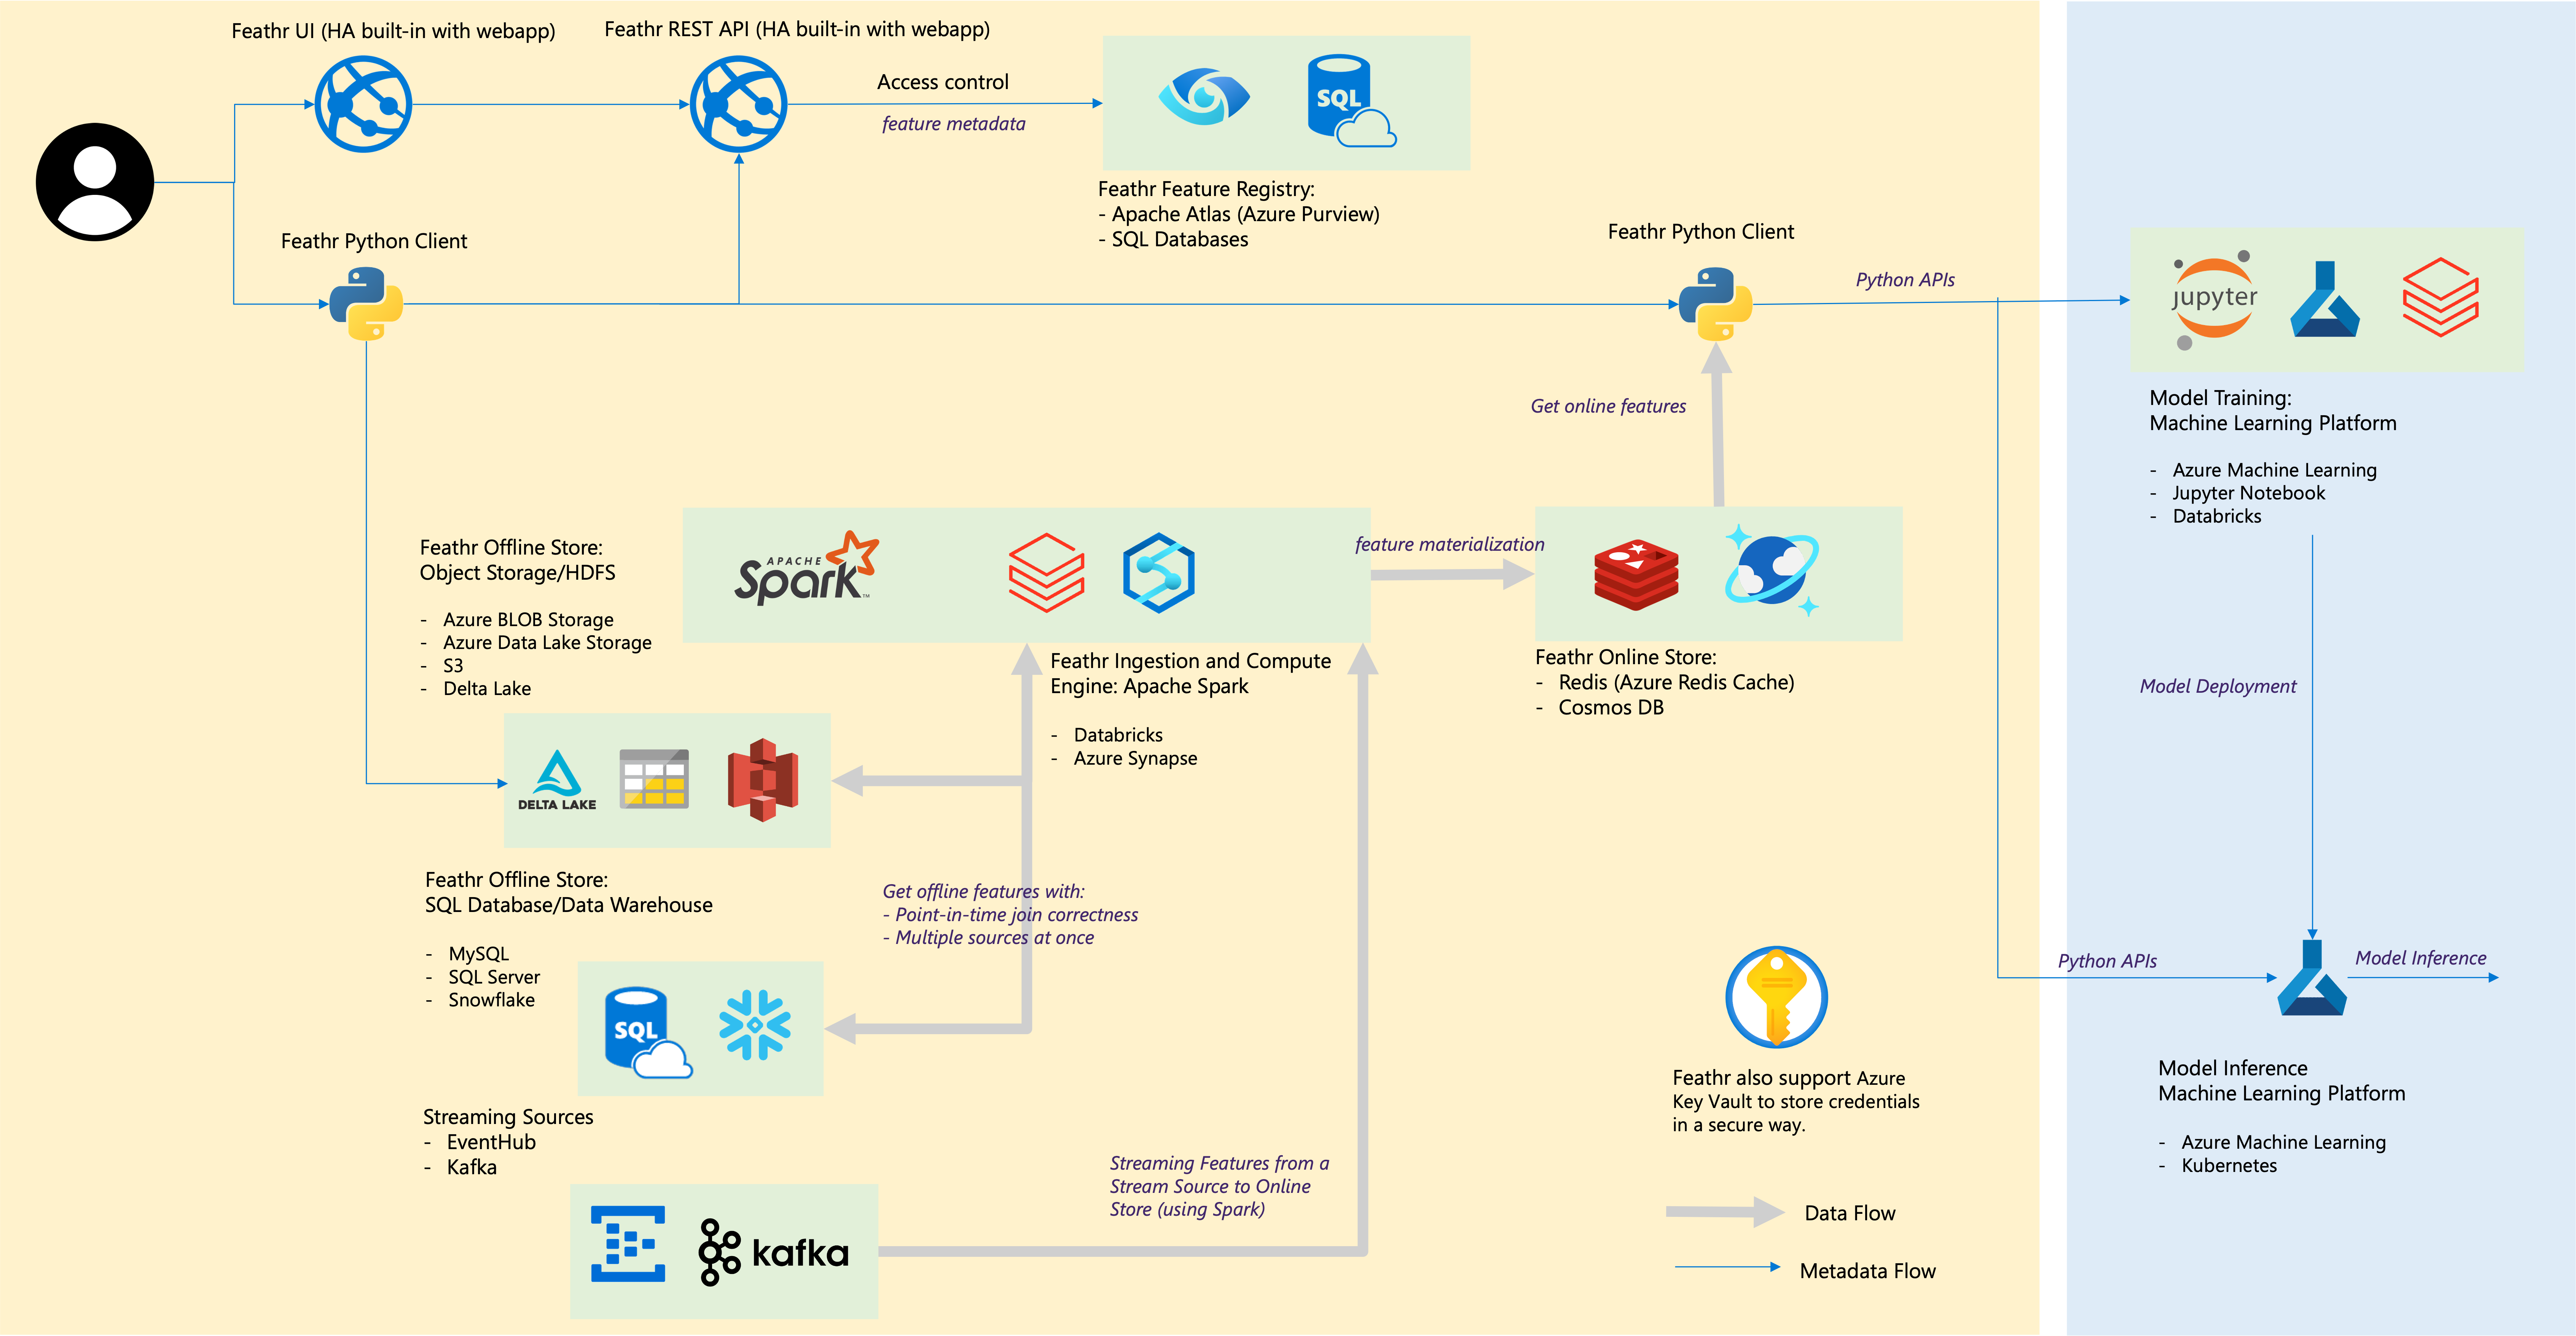 Feathr UI (HA built-in with webapp)
Feathr REST API (HA built-in with webapp)
Access control
feature metadata
SQL
Feathr Feature Registry:
- Apache Atlas (Azure Purview)
- SQL Databases
Feathr Python Client
Feathr Python Client
Python APIs
jupyter
Get online features
Model Training:
Machine Learning Platform
- Azure Machine Learning
- Jupyter Notebook
- Databricks
Feathr Offline Store:
Object Storage/HDFS
- Azure BLOB Storage
- Azure Data Lake Storage
- S3
- Delta Lake
APACHE
Spark™
feature materialization
Feathr Ingestion and Compute
Engine: Apache Spark
- Databricks
- Azure Synapse
Feathr Online Store:
- Redis (Azure Redis Cache)
- Cosmos DB
Model Deployment
DELTA LAKE
Feathr Offline Store:
SQL Database/Data Warehouse
- MySQL
- SQL Server
- Snowflake
Get offline features with:
- Point-in-time join correctness
- Multiple sources at once
SQL
Python APIs
Model Inference
Feathr also support Azure
Key Vault to store credentials
in a secure way.
Model Inference
Machine Learning Platform
- Azure Machine Learning
- Kubernetes
Streaming Sources
- EventHub
- Kafka
Streaming Features from a
Stream Source to Online
Store (using Spark)
kafka
Data Flow
Metadata Flow